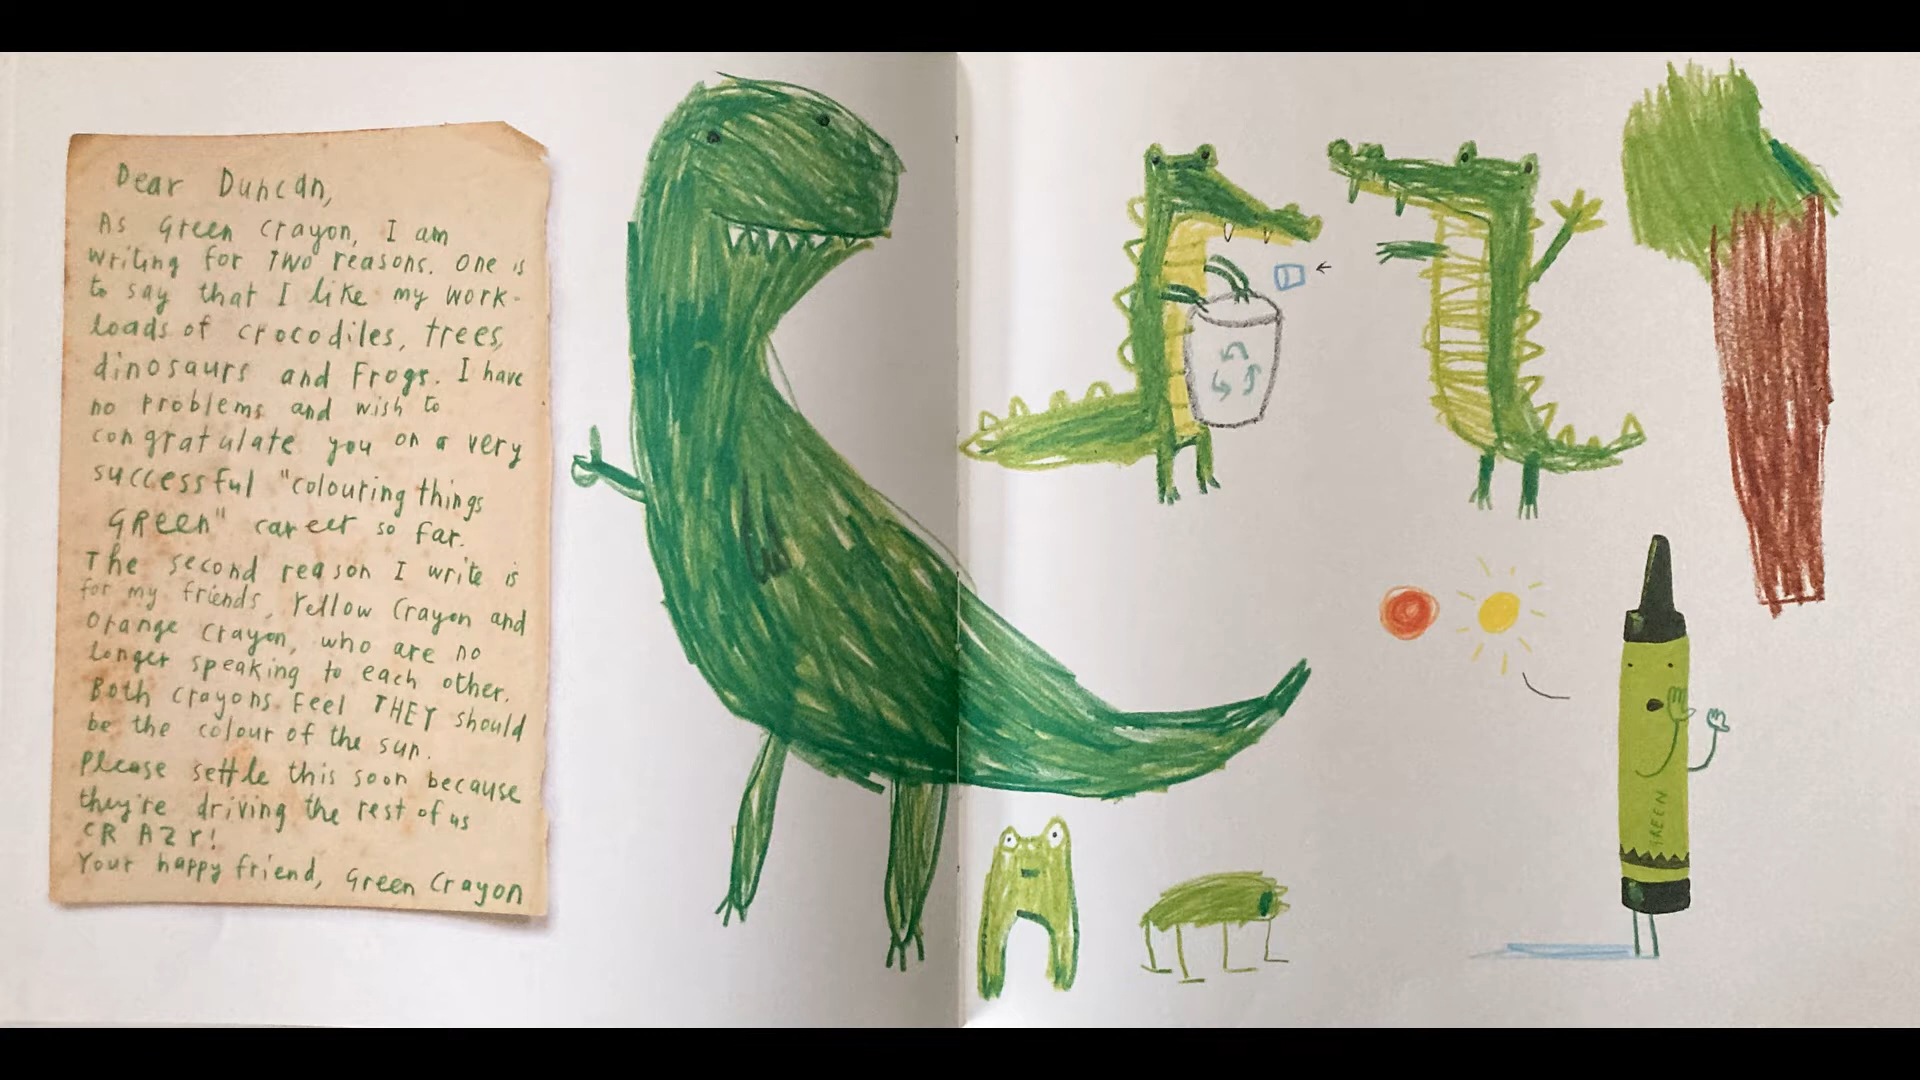 Dear Duncan,
As Green Crayon, I am
writing for TWO reasons. One is
to say that I like my work-
loads of crocodiles, trees,
dinosaurs and frogs. I have
no problems and wish to
congratulate you on a very
successful "colouring things
GREEN" career so far.
The second reason I write is
for my friends, Yellow Crayon and
Orange Crayon, who are no
longer speaking to each other.
Both crayons feel THEY should
be the colour of the sun.
Please settle this soon because
they're driving the rest of us
CRAZY!
Your happy friend, Green Crayon
GREEN